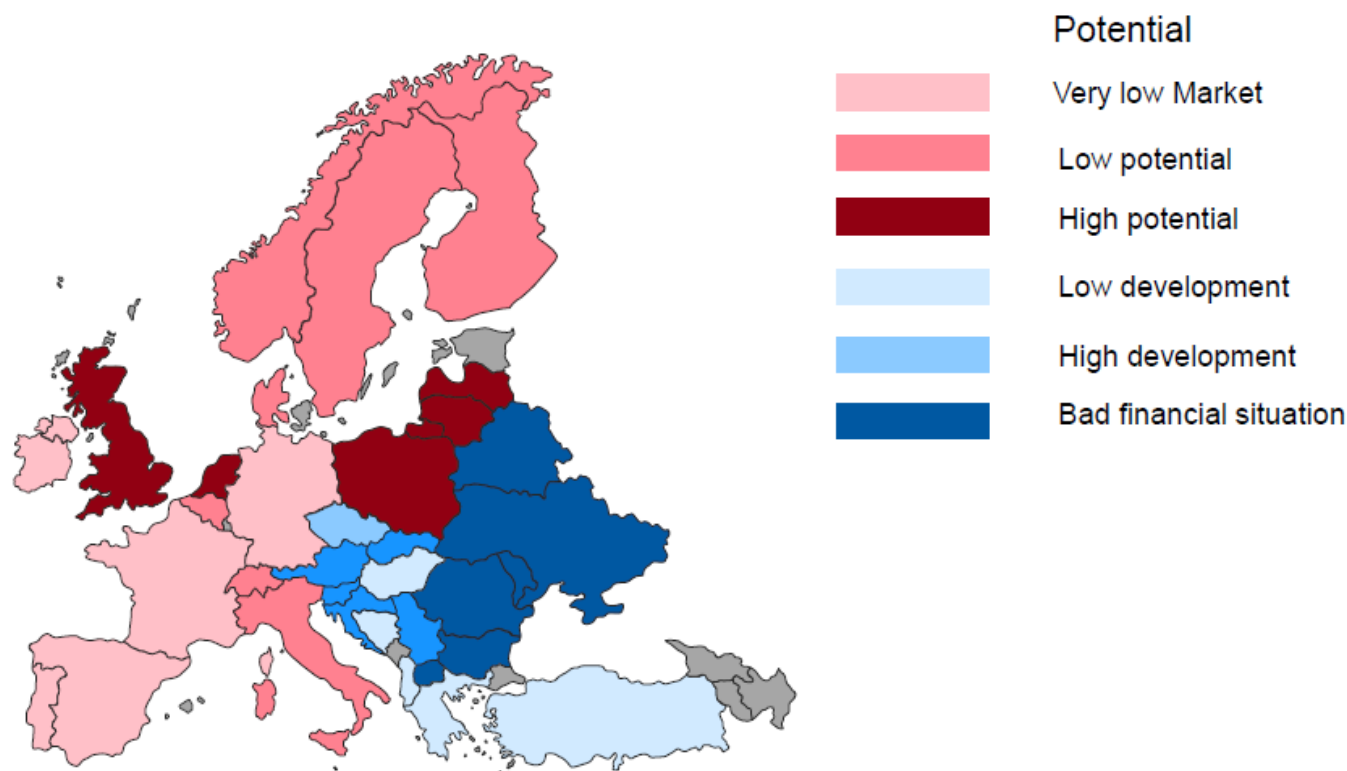 Potential
Very low Market
Low potential
High potential
Low development
High development
Bad financial situation